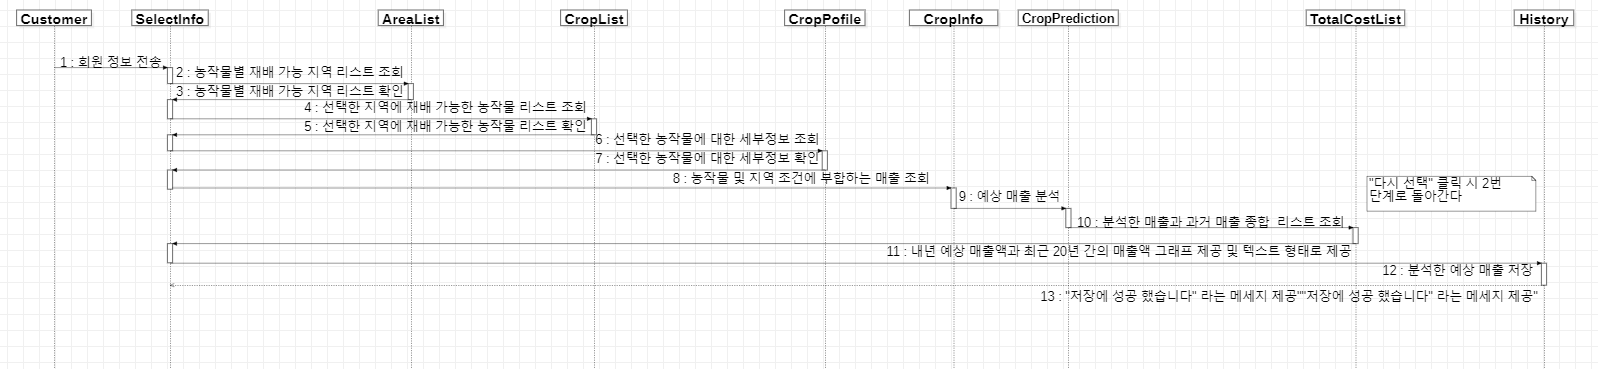 Customer
SelectInfo
AreaList
CropList
CropPofile
CropInfo
CropPrediction
TotalCostList
History
1 : 회원 정보 전송
2 : 농작물별 재배 가능 지역 리스트 조회
3 : 농작물별 재배 가능 지역 리스트 확인
4 : 선택한 지역에 재배 가능한 농작물 리스트 조회
5 : 선택한 지역에 재배 가능한 농작물 리스트 확인
6 : 선택한 농작물에 대한 세부정보 조회
7 : 선택한 농작물에 대한 세부정보 확인
8 : 농작물 및 지역 조건에 부합하는 매출 조회
"다시 선택" 클릭 시 2번
단계로 돌아간다
9 : 예상 매출 분석
10 : 분석한 매출과 과거 매출 종합 리스트 조회
11 : 내년 예상 매출액과 최근 20년 간의 매출액 그래프 제공 및 텍스트 형태로 제공
12 : 분석한 예상 매출 저장
13 : "저장에 성공 했습니다" 라는 메세지 제공""저장에 성공 했습니다" 라는 메세지 제공"